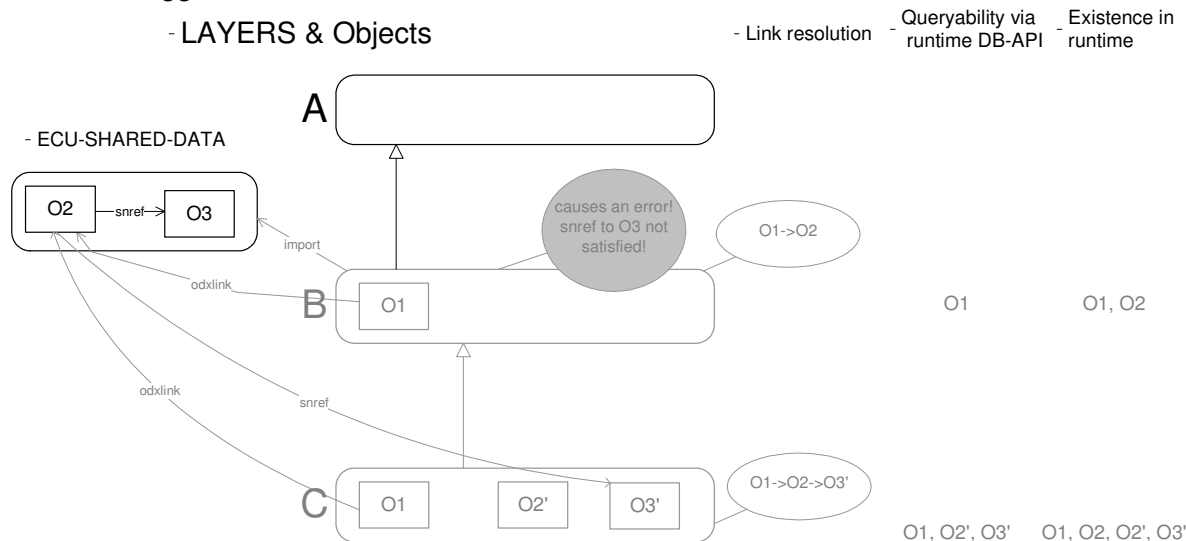 - LAYERS & Objects
- Link resolution
- Queryability via
runtime DB-API
- Existence in
runtime
A
- ECU-SHARED-DATA
O2
snref
O3
causes an error!
snref to O3 not
satisfied!
O1->O2
import
odxlink
B
O1
O1
O1, O2
odxlink
snref
C
O1
O2'
O3'
O1->O2->O3'
O1, O2', O3'
O1, O2, O2', O3'